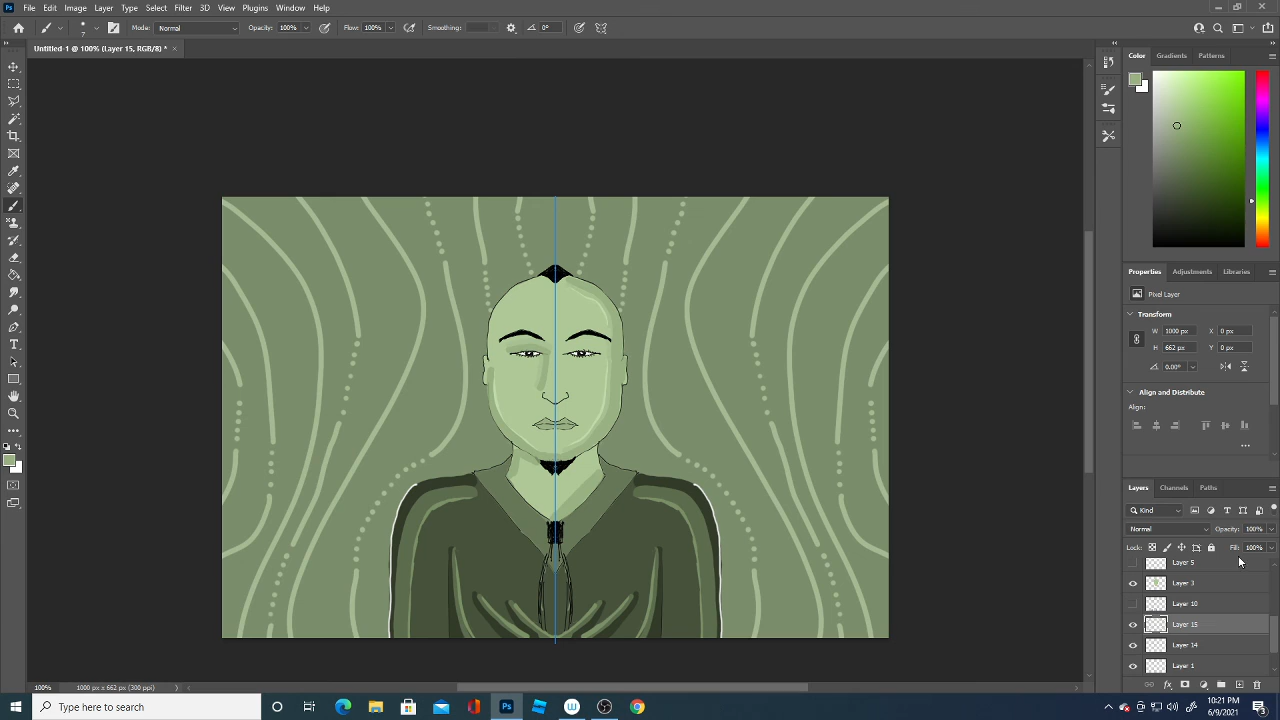 Ps File Edit Image Layer Type Select Filter 3D View Plugins Window Help
7 Mode: Normal Opacity: 100% Flow: 100% Smoothing: 0°
Untitled-1 @ 100% (Layer 15, RGB/8) * ×
Color Gradients Patterns
Properties Adjustments Libraries
Pixel Layer
Transform
W 1000 px X 0 px
H 662 px Y 0 px
0.00°
Align and Distribute
Align:
Layers Channels Paths
Kind
Normal Opacity: 100%
Lock: Fill: 100%
Layer 5
Layer 3
Layer 10
Layer 15
Layer 14
Layer 1
fx
100% 1000 px x 662 px (300 ppi)
Type here to search
Ps W
10:21 PM
6/9/2021